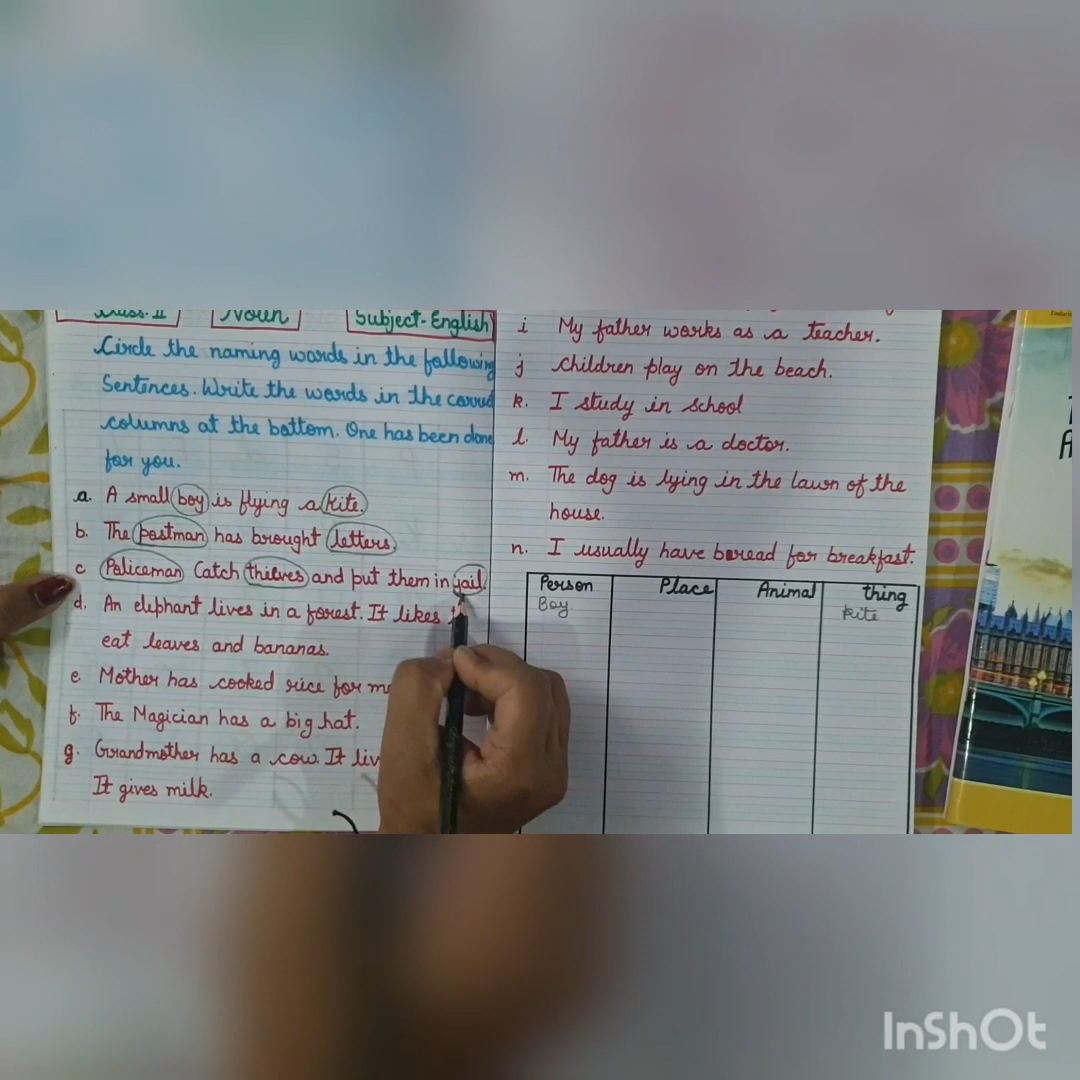 Class-II Noun Subject-English
Circle the naming words in the following
Sentences. Write the words in the correct
columns at the bottom. One has been done
for you.
a. A small boy is flying a kite.
b. The postman has brought letters.
c Policeman Catch thieves and put them in jail
d. An elephant lives in a forest. It likes
eat leaves and bananas.
e. Mother has cooked rice for me
f. The Magician has a big hat.
g. Grandmother has a cow. It liv
It gives milk.
i My father works as a teacher.
j children play on the beach.
k. I study in school
l. My father is a doctor.
m. The dog is lying in the lawn of the
house.
n. I usually have bread for breakfast.
Person Place Animal thing
Boy kite
InShOt